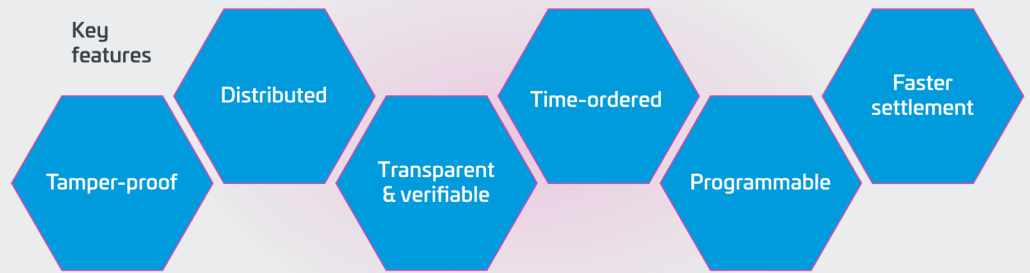 Key
features
Tamper-proof
Distributed
Transparent
& verifiable
Time-ordered
Programmable
Faster
settlement